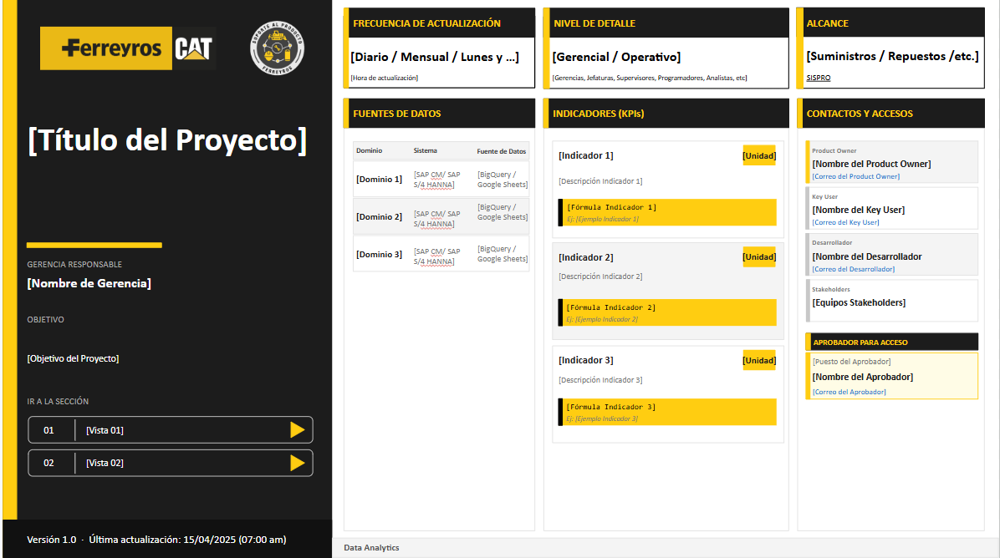 Ferreyros CAT
SOPORTE AL PRODUCTO
FERREYROS
[Título del Proyecto]
GERENCIA RESPONSABLE
[Nombre de Gerencia]
OBJETIVO
[Objetivo del Proyecto]
IR A LA SECCIÓN
01 [Vista 01]
02 [Vista 02]
Versión 1.0 · Última actualización: 15/04/2025 (07:00 am)
FRECUENCIA DE ACTUALIZACIÓN
[Diario / Mensual / Lunes y ...]
[Hora de actualización]
NIVEL DE DETALLE
[Gerencial / Operativo]
[Gerencias, Jefaturas, Supervisores, Programadores, Analistas, etc]
ALCANCE
[Suministros / Repuestos /etc.]
SISPRO
FUENTES DE DATOS
Dominio Sistema Fuente de Datos
[Dominio 1] [SAP CM/ SAP S/4 HANNA] [BigQuery / Google Sheets]
[Dominio 2] [SAP CM/ SAP S/4 HANNA] [BigQuery / Google Sheets]
[Dominio 3] [SAP CM/ SAP S/4 HANNA] [BigQuery / Google Sheets]
INDICADORES (KPIs)
[Indicador 1] [Unidad]
[Descripción Indicador 1]
[Fórmula Indicador 1]
Ej: [Ejemplo Indicador 1]
[Indicador 2] [Unidad]
[Descripción Indicador 2]
[Fórmula Indicador 2]
Ej: [Ejemplo Indicador 2]
[Indicador 3] [Unidad]
[Descripción Indicador 3]
[Fórmula Indicador 3]
Ej: [Ejemplo Indicador 3]
CONTACTOS Y ACCESOS
Product Owner
[Nombre del Product Owner]
[Correo del Product Owner]
Key User
[Nombre del Key User]
[Correo del Key User]
Desarrollador
[Nombre del Desarrollador
[Correo del Desarrollador]
Stakeholders
[Equipos Stakeholders]
APROBADOR PARA ACCESO
[Puesto del Aprobador]
[Nombre del Aprobador]
[Correo del Aprobador]
Data Analytics